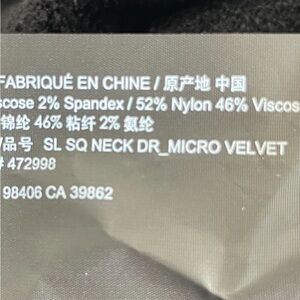 FABRIQUÉ EN CHINE / 原产地 中国
scose 2% Spandex / 52% Nylon 46% Viscos
锦纶 46% 粘纤 2% 氨纶
/品号 SL SQ NECK DR_MICRO VELVET
# 472998
98406 CA 39862